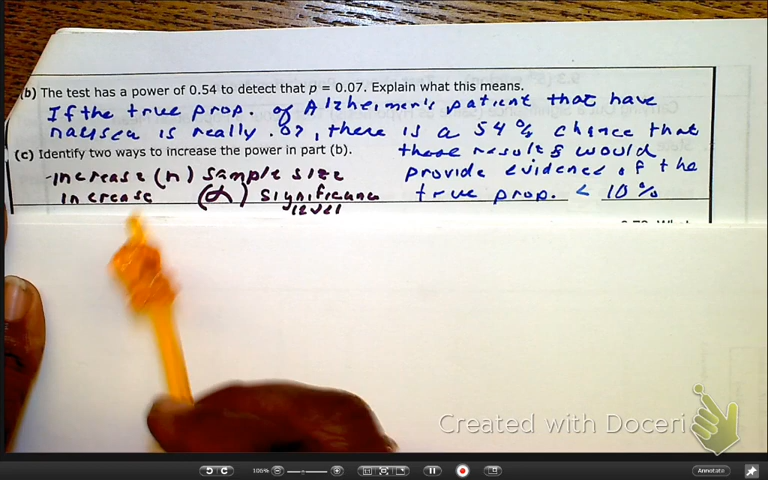 (b) The test has a power of 0.54 to detect that p = 0.07. Explain what this means.
If the true prop. of Alzheimer's patient that have
nausea is really .07, there is a 54% chance that
these results would
provide evidence of the
true prop. < 10%
(c) Identify two ways to increase the power in part (b).
-increase (n) sample size
increase (α) significance
level
Created with Doceri
106%
Annotate